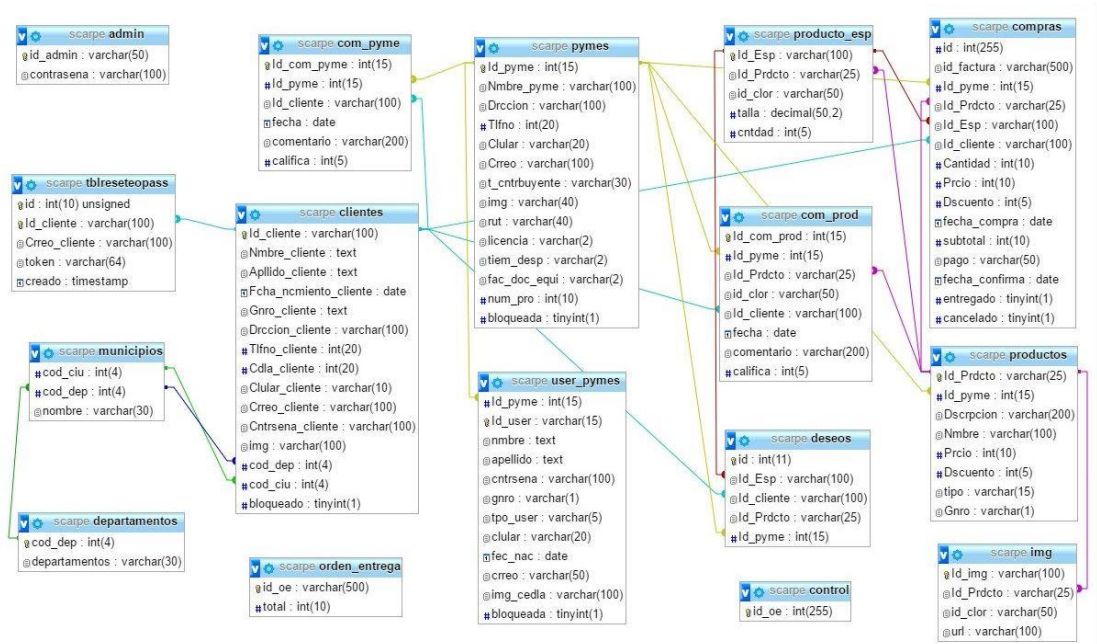 scarpe admin
id_admin : varchar(50)
contrasena : varchar(100)
scarpe com_pyme
Id_com_pyme : int(15)
Id_pyme : int(15)
Id_cliente : varchar(100)
fecha : date
comentario : varchar(200)
califica : int(5)
scarpe pymes
Id_pyme : int(15)
Nmbre_pyme : varchar(100)
Drccion : varchar(100)
Tlfno : int(20)
Clular : varchar(20)
Crreo : varchar(100)
t_cntrbuyente : varchar(30)
img : varchar(40)
rut : varchar(40)
licencia : varchar(2)
tiem_desp : varchar(2)
fac_doc_equi : varchar(2)
num_pro : int(10)
bloqueada : tinyint(1)
scarpe producto_esp
Id_Esp : varchar(100)
Id_Prdcto : varchar(25)
id_clor : varchar(50)
talla : decimal(50,2)
cntdad : int(5)
scarpe compras
id : int(255)
id_factura : varchar(500)
Id_pyme : int(15)
Id_Prdcto : varchar(25)
Id_Esp : varchar(100)
Id_cliente : varchar(100)
Cantidad : int(10)
Prcio : int(10)
Dscuento : int(5)
fecha_compra : date
subtotal : int(10)
pago : varchar(50)
fecha_confirma : date
entregado : tinyint(1)
cancelado : tinyint(1)
scarpe tblreseteopass
id : int(10) unsigned
Id_cliente : varchar(100)
Crreo_cliente : varchar(100)
token : varchar(64)
creado : timestamp
scarpe clientes
Id_cliente : varchar(100)
Nmbre_cliente : text
Apllido_cliente : text
Fcha_ncmiento_cliente : date
Gnro_cliente : text
Drccion_cliente : varchar(100)
Tlfno_cliente : int(20)
Cdla_cliente : int(20)
Clular_cliente : varchar(10)
Crreo_cliente : varchar(100)
Cntrsena_cliente : varchar(100)
img : varchar(100)
cod_dep : int(4)
cod_ciu : int(4)
bloqueado : tinyint(1)
scarpe com_prod
Id_com_prod : int(15)
Id_pyme : int(15)
Id_Prdcto : varchar(25)
id_clor : varchar(50)
Id_cliente : varchar(100)
fecha : date
comentario : varchar(200)
califica : int(5)
scarpe municipios
cod_ciu : int(4)
cod_dep : int(4)
nombre : varchar(30)
scarpe user_pymes
Id_pyme : int(15)
Id_user : varchar(15)
nmbre : text
apellido : text
cntrsena : varchar(100)
gnro : varchar(1)
tpo_user : varchar(5)
clular : varchar(20)
fec_nac : date
crreo : varchar(50)
img_cedla : varchar(100)
bloqueada : tinyint(1)
scarpe productos
Id_Prdcto : varchar(25)
Id_pyme : int(15)
Dscrpcion : varchar(200)
Nmbre : varchar(100)
Prcio : int(10)
Dscuento : int(5)
tipo : varchar(15)
Gnro : varchar(1)
scarpe deseos
id : int(11)
Id_Esp : varchar(100)
Id_cliente : varchar(100)
Id_Prdcto : varchar(25)
Id_pyme : int(15)
scarpe departamentos
cod_dep : int(4)
departamentos : varchar(30)
scarpe orden_entrega
id_oe : varchar(500)
total : int(10)
scarpe control
id_oe : int(255)
scarpe img
Id_img : varchar(100)
Id_Prdcto : varchar(25)
id_clor : varchar(50)
url : varchar(100)